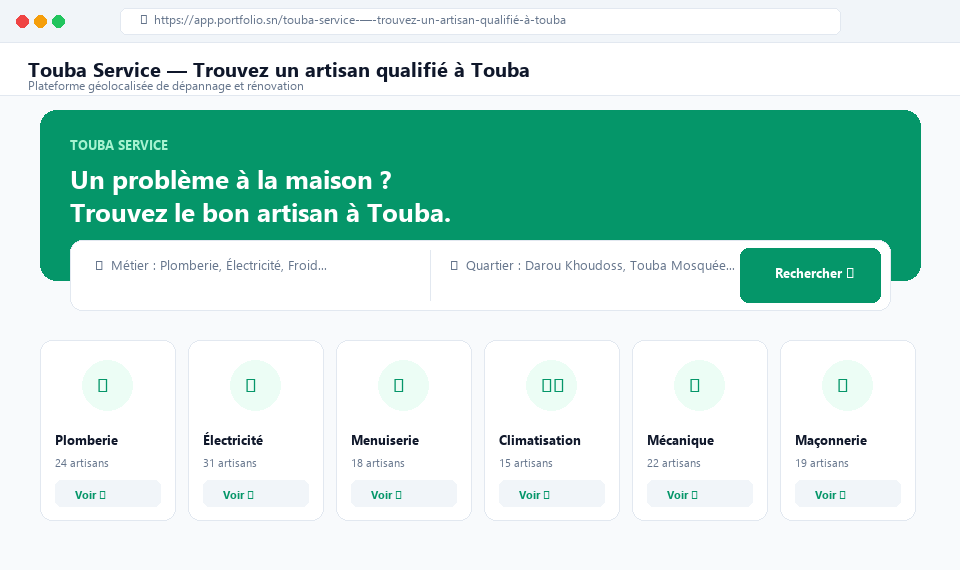 https://app.portfolio.sn/touba-service-—-trouvez-un-artisan-qualifié-à-touba
Touba Service — Trouvez un artisan qualifié à Touba
Plateforme géolocalisée de dépannage et rénovation
TOUBA SERVICE
Un problème à la maison ?
Trouvez le bon artisan à Touba.
Métier : Plomberie, Électricité, Froid...
Quartier : Darou Khoudoss, Touba Mosquée...
Rechercher
Plomberie
24 artisans
Voir
Électricité
31 artisans
Voir
Menuiserie
18 artisans
Voir
Climatisation
15 artisans
Voir
Mécanique
22 artisans
Voir
Maçonnerie
19 artisans
Voir